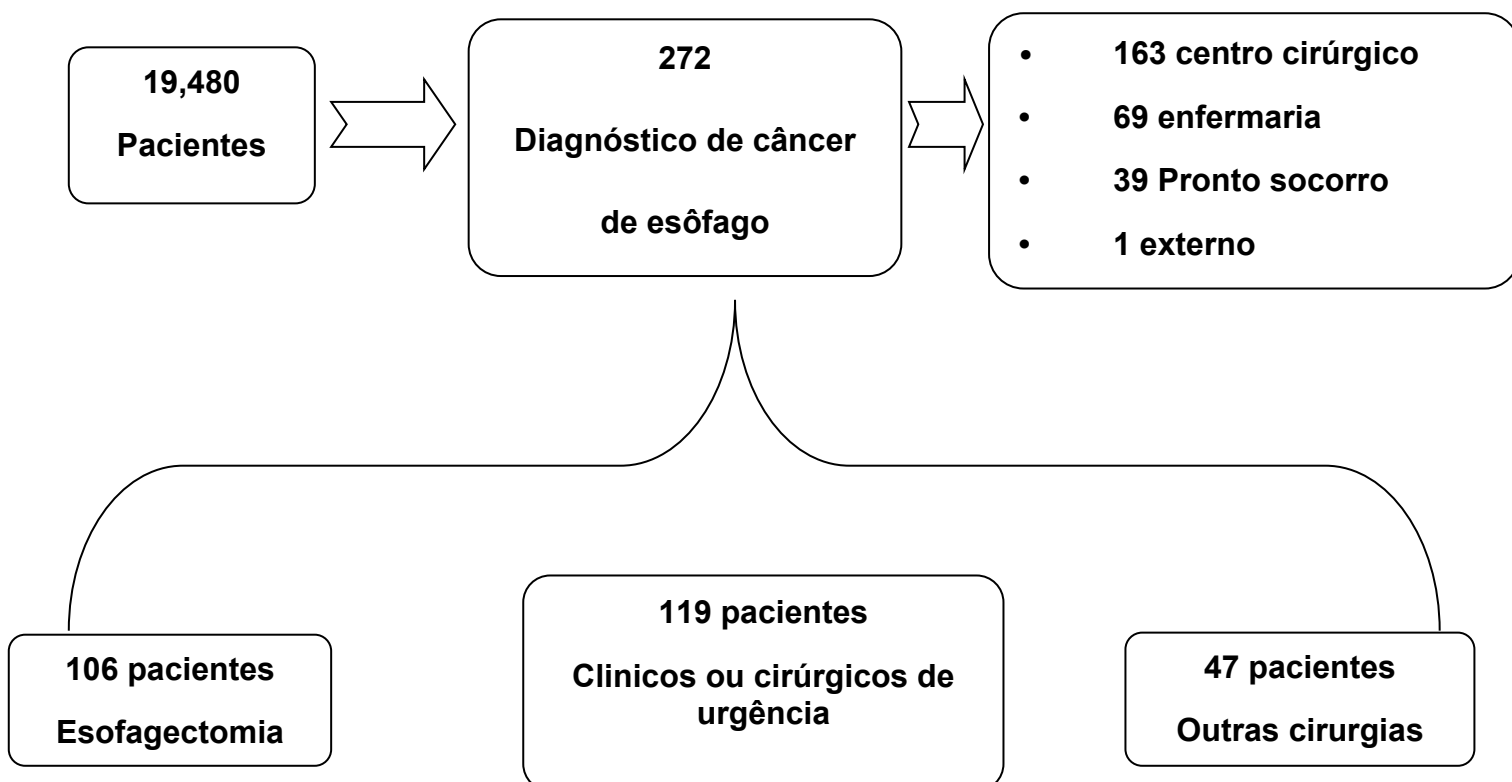 19,480
Pacientes
272
Diagnóstico de câncer
de esôfago
• 163 centro cirúrgico
• 69 enfermaria
• 39 Pronto socorro
• 1 externo
106 pacientes
Esofagectomia
119 pacientes
Clinicos ou cirúrgicos de
urgência
47 pacientes
Outras cirurgias